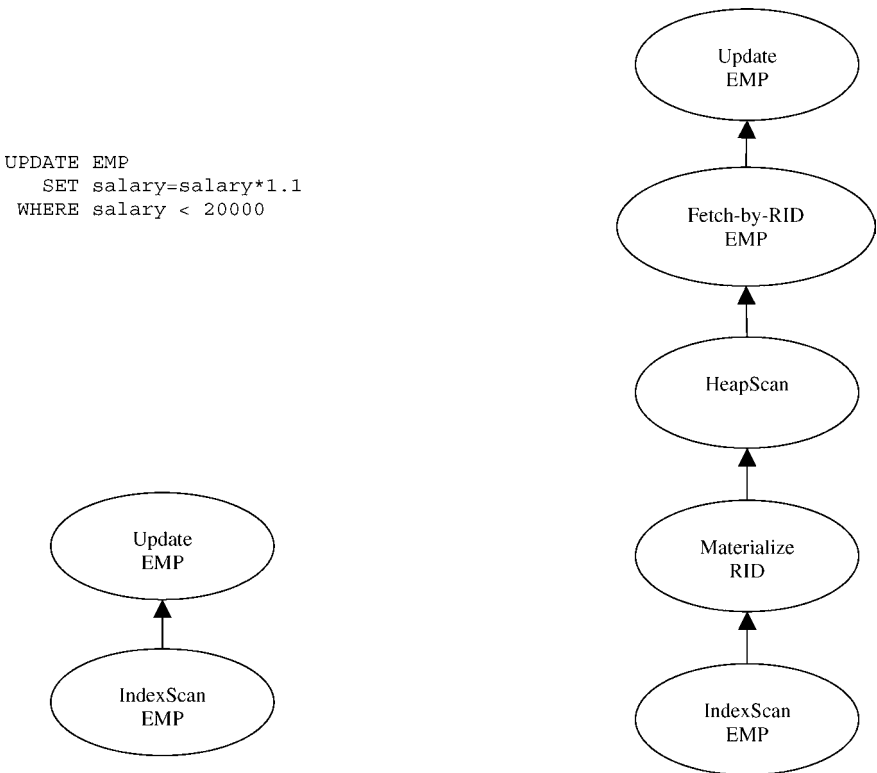 UPDATE EMP
SET salary=salary*1.1
WHERE salary < 20000
Update
EMP
IndexScan
EMP
Update
EMP
Fetch-by-RID
EMP
HeapScan
Materialize
RID
IndexScan
EMP